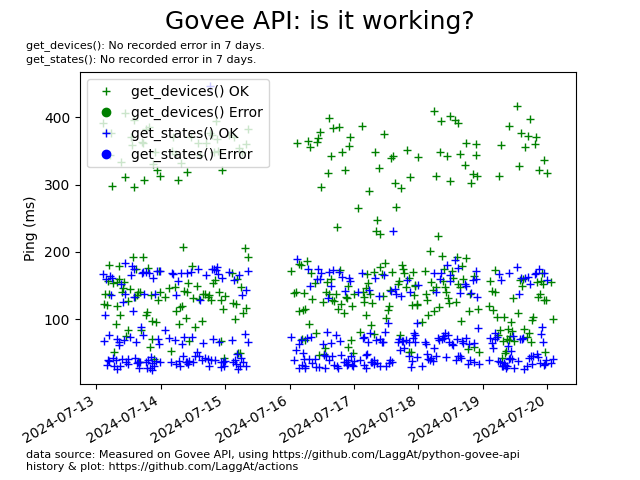 Govee API: is it working?
get_devices(): No recorded error in 7 days.
get_states(): No recorded error in 7 days.
get_devices() OK
get_devices() Error
get_states() OK
get_states() Error
Ping (ms)
400
300
200
100
2024-07-13
2024-07-14
2024-07-15
2024-07-16
2024-07-17
2024-07-18
2024-07-19
2024-07-20
data source: Measured on Govee API, using https://github.com/LaggAt/python-govee-api
history & plot: https://github.com/LaggAt/actions